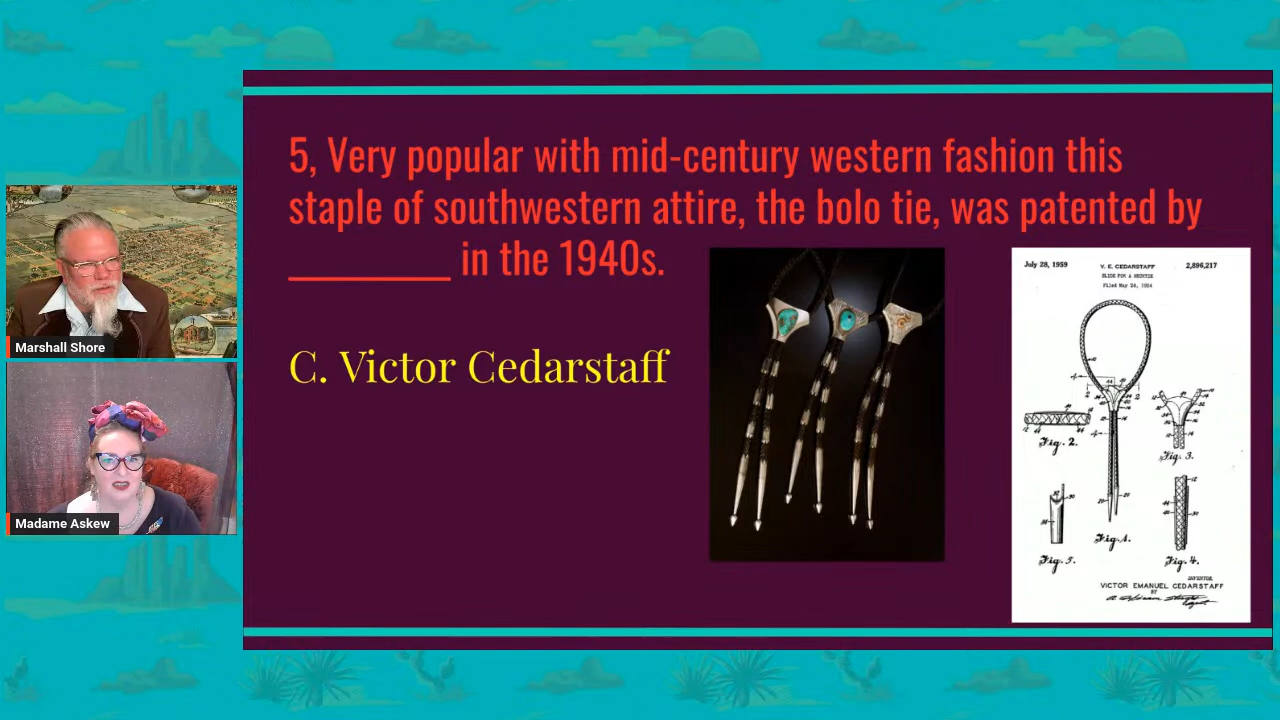 5, Very popular with mid-century western fashion this
staple of southwestern attire, the bolo tie, was patented by
________ in the 1940s.
C. Victor Cedarstaff
July 28, 1959
V. E. CEDARSTAFF
2,896,217
SLIDE FOR A NECKTIE
Filed May 24, 1954
Fig. 2.
Fig. 3.
Fig. 5.
Fig. 1.
Fig. 4.
INVENTOR.
VICTOR EMANUEL CEDARSTAFF
BY
Marshall Shore
Madame Askew